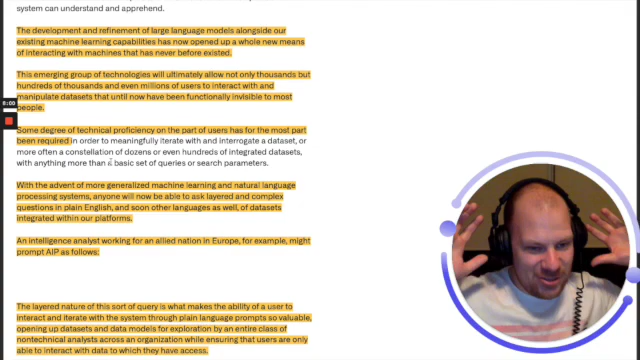 system can understand and apprehend.
The development and refinement of large language models alongside our
existing machine learning capabilities has now opened up a whole new means
of interacting with machines that has never before existed.
This emerging group of technologies will ultimately allow not only thousands but
hundreds of thousands and even millions of users to interact with and
manipulate datasets that until now have been functionally invisible to most
people.
6:00
Some degree of technical proficiency on the part of users has for the most part
been required in order to meaningfully iterate with and interrogate a dataset, or
more often a constellation of dozens or even hundreds of integrated datasets,
with anything more than a basic set of queries or search parameters.
With the advent of more generalized machine learning and natural language
processing systems, anyone will now be able to ask layered and complex
questions in plain English, and soon other languages as well, of datasets
integrated within our platforms.
An intelligence analyst working for an allied nation in Europe, for example, might
prompt AIP as follows:
The layered nature of this sort of query is what makes the ability of a user to
interact and iterate with the system through plain language prompts so valuable,
opening up datasets and data models for exploration by an entire class of
nontechnical analysts across an organization while ensuring that users are only
able to interact with data to which they have access.